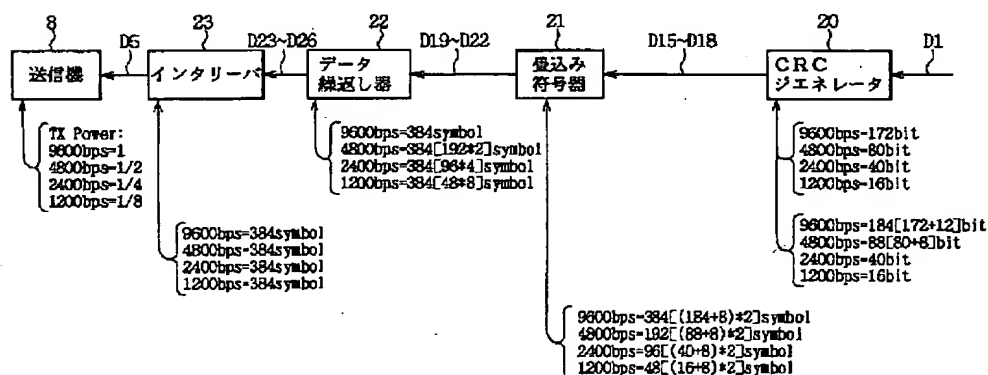 8
23
22
21
20
D5
D23~D26
D19~D22
D15~D18
D1
送信機
インタリーバ
データ
繰返し器
畳込み
符号器
CRC
ジエネレータ
TX Power:
9600bps=1
4800bps=1/2
2400bps=1/4
1200bps=1/8
9600bps=384symbol
4800bps=384symbol
2400bps=384symbol
1200bps=384symbol
9600bps=384symbol
4800bps=384[192*2]symbol
2400bps=384[96*4]symbol
1200bps=384[48*8]symbol
9600bps=384[(184+8)*2]symbol
4800bps=192[(88+8)*2]symbol
2400bps=96[(40+8)*2]symbol
1200bps=48[(16+8)*2]symbol
9600bps=172bit
4800bps=80bit
2400bps=40bit
1200bps=16bit
9600bps=184[172+12]bit
4800bps=88[80+8]bit
2400bps=40bit
1200bps=16bit